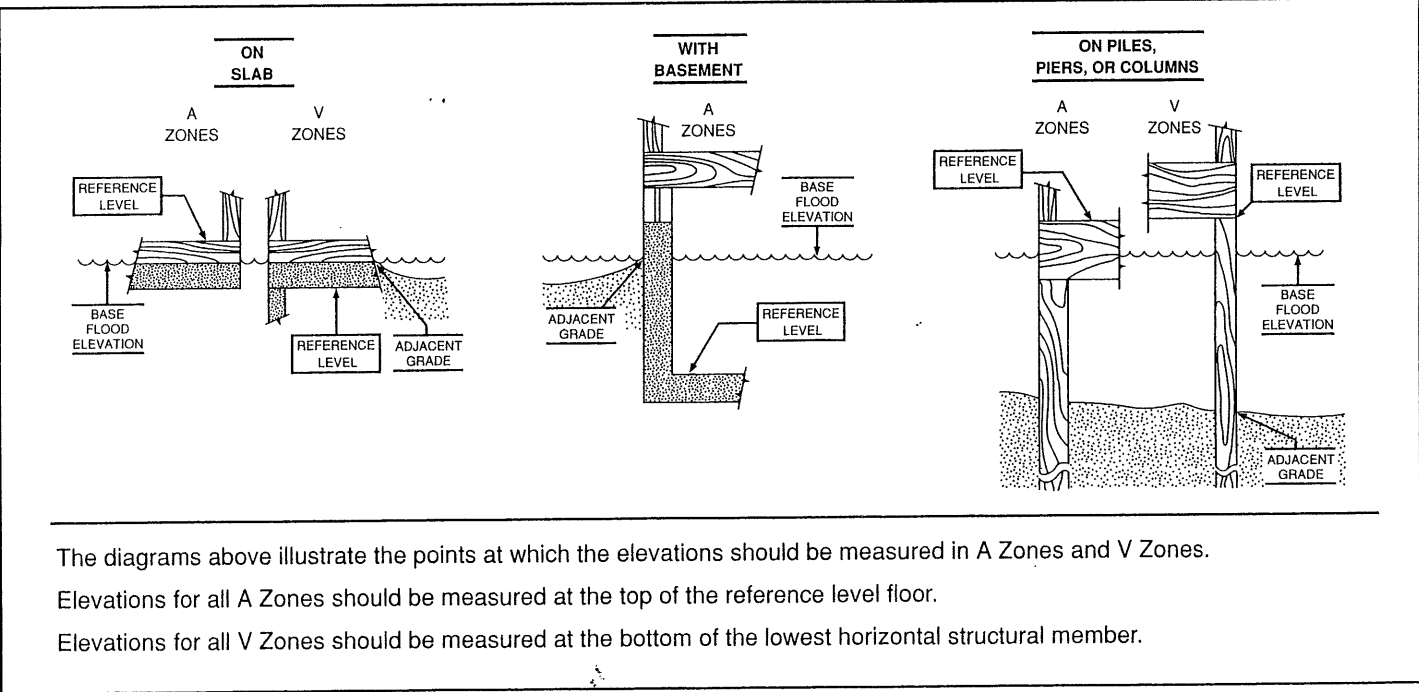 ON
SLAB
A
ZONES
V
ZONES
REFERENCE
LEVEL
BASE
FLOOD
ELEVATION
REFERENCE
LEVEL
ADJACENT
GRADE
WITH
BASEMENT
A
ZONES
BASE
FLOOD
ELEVATION
ADJACENT
GRADE
REFERENCE
LEVEL
ON PILES,
PIERS, OR COLUMNS
A
ZONES
V
ZONES
REFERENCE
LEVEL
REFERENCE
LEVEL
BASE
FLOOD
ELEVATION
ADJACENT
GRADE
The diagrams above illustrate the points at which the elevations should be measured in A Zones and V Zones.
Elevations for all A Zones should be measured at the top of the reference level floor.
Elevations for all V Zones should be measured at the bottom of the lowest horizontal structural member.